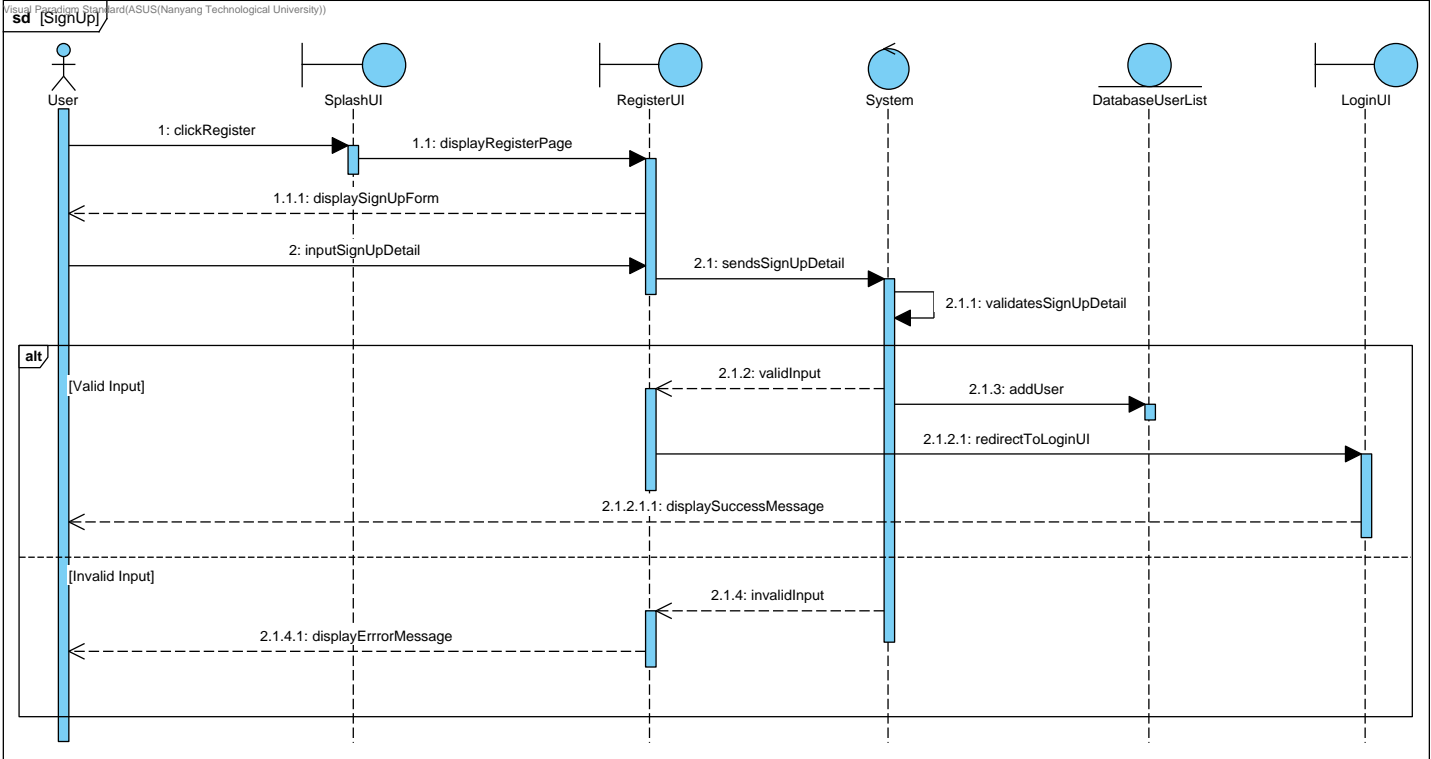 Visual Paradigm Standard(ASUS(Nanyang Technological University))
sd [SignUp]
User
SplashUI
RegisterUI
System
DatabaseUserList
LoginUI
1: clickRegister
1.1: displayRegisterPage
1.1.1: displaySignUpForm
2: inputSignUpDetail
2.1: sendsSignUpDetail
2.1.1: validatesSignUpDetail
alt
[Valid Input]
2.1.2: validInput
2.1.3: addUser
2.1.2.1: redirectToLoginUI
2.1.2.1.1: displaySuccessMessage
[Invalid Input]
2.1.4: invalidInput
2.1.4.1: displayErrrorMessage